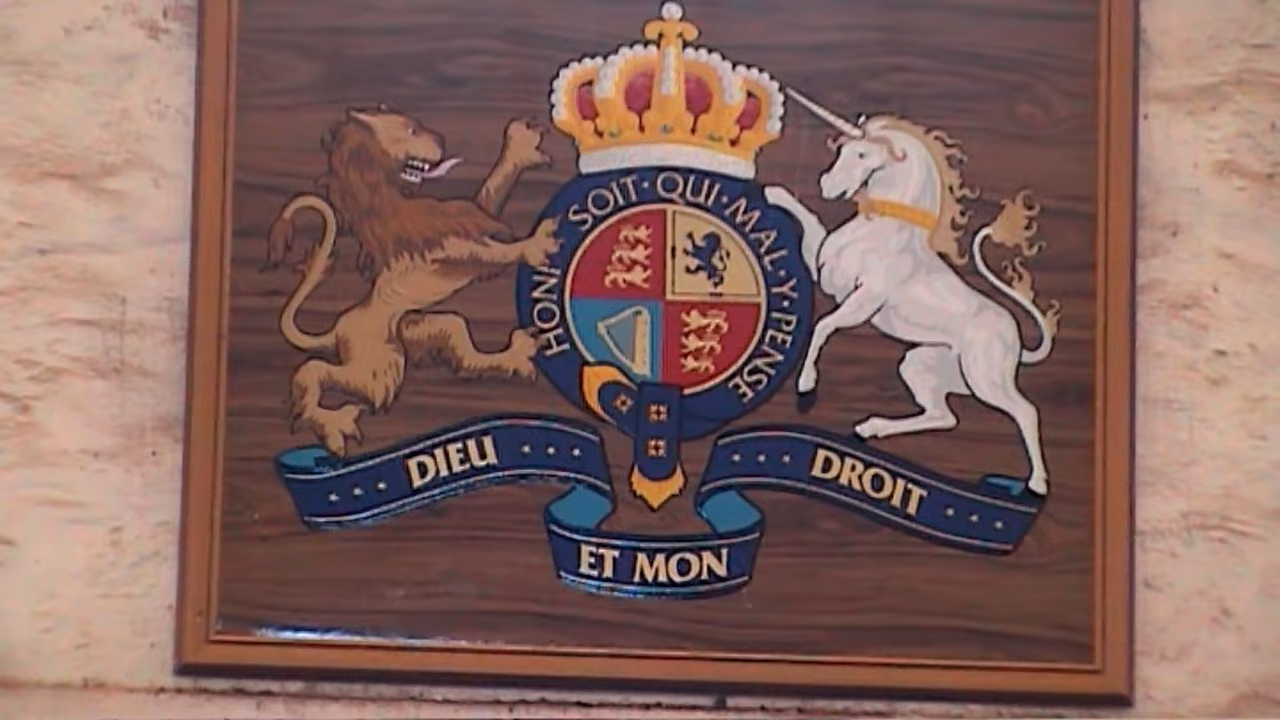 HONI SOIT · QUI · MAL · Y · PENSE
DIEU
ET MON
DROIT